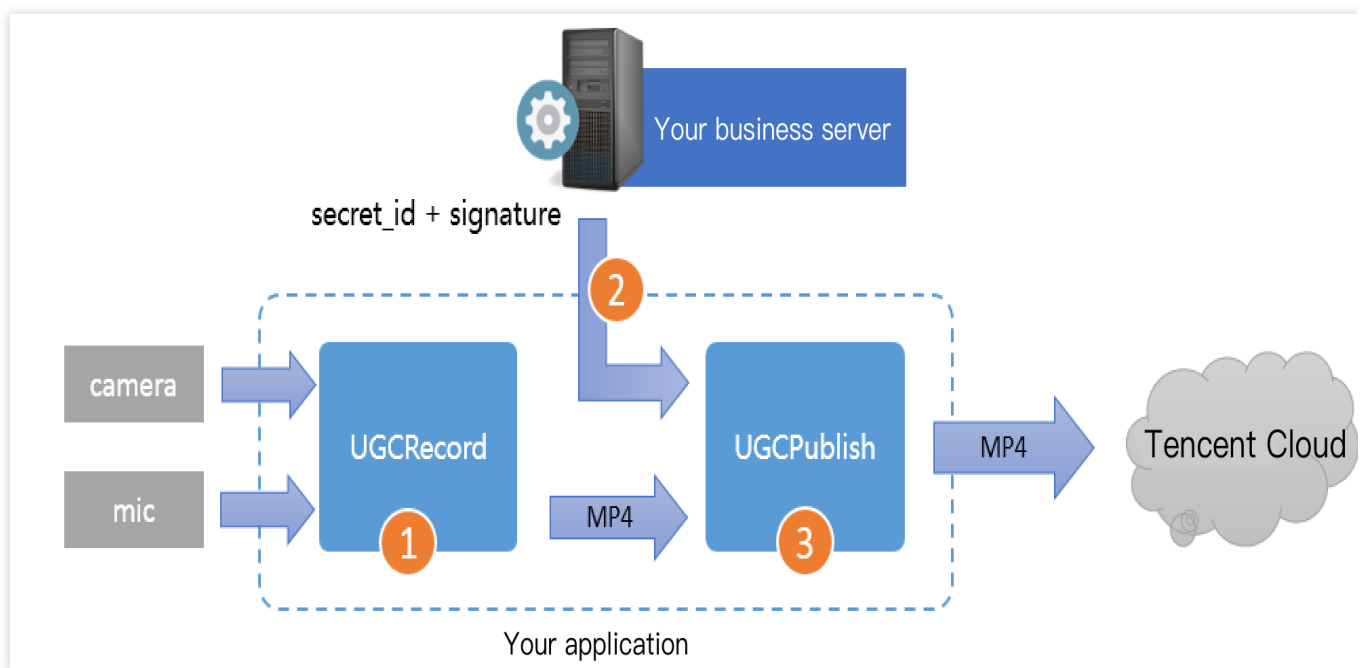 Your business server
secret_id + signature
2
camera
mic
UGCRecord
1
MP4
UGCPublish
3
MP4
Tencent Cloud
Your application